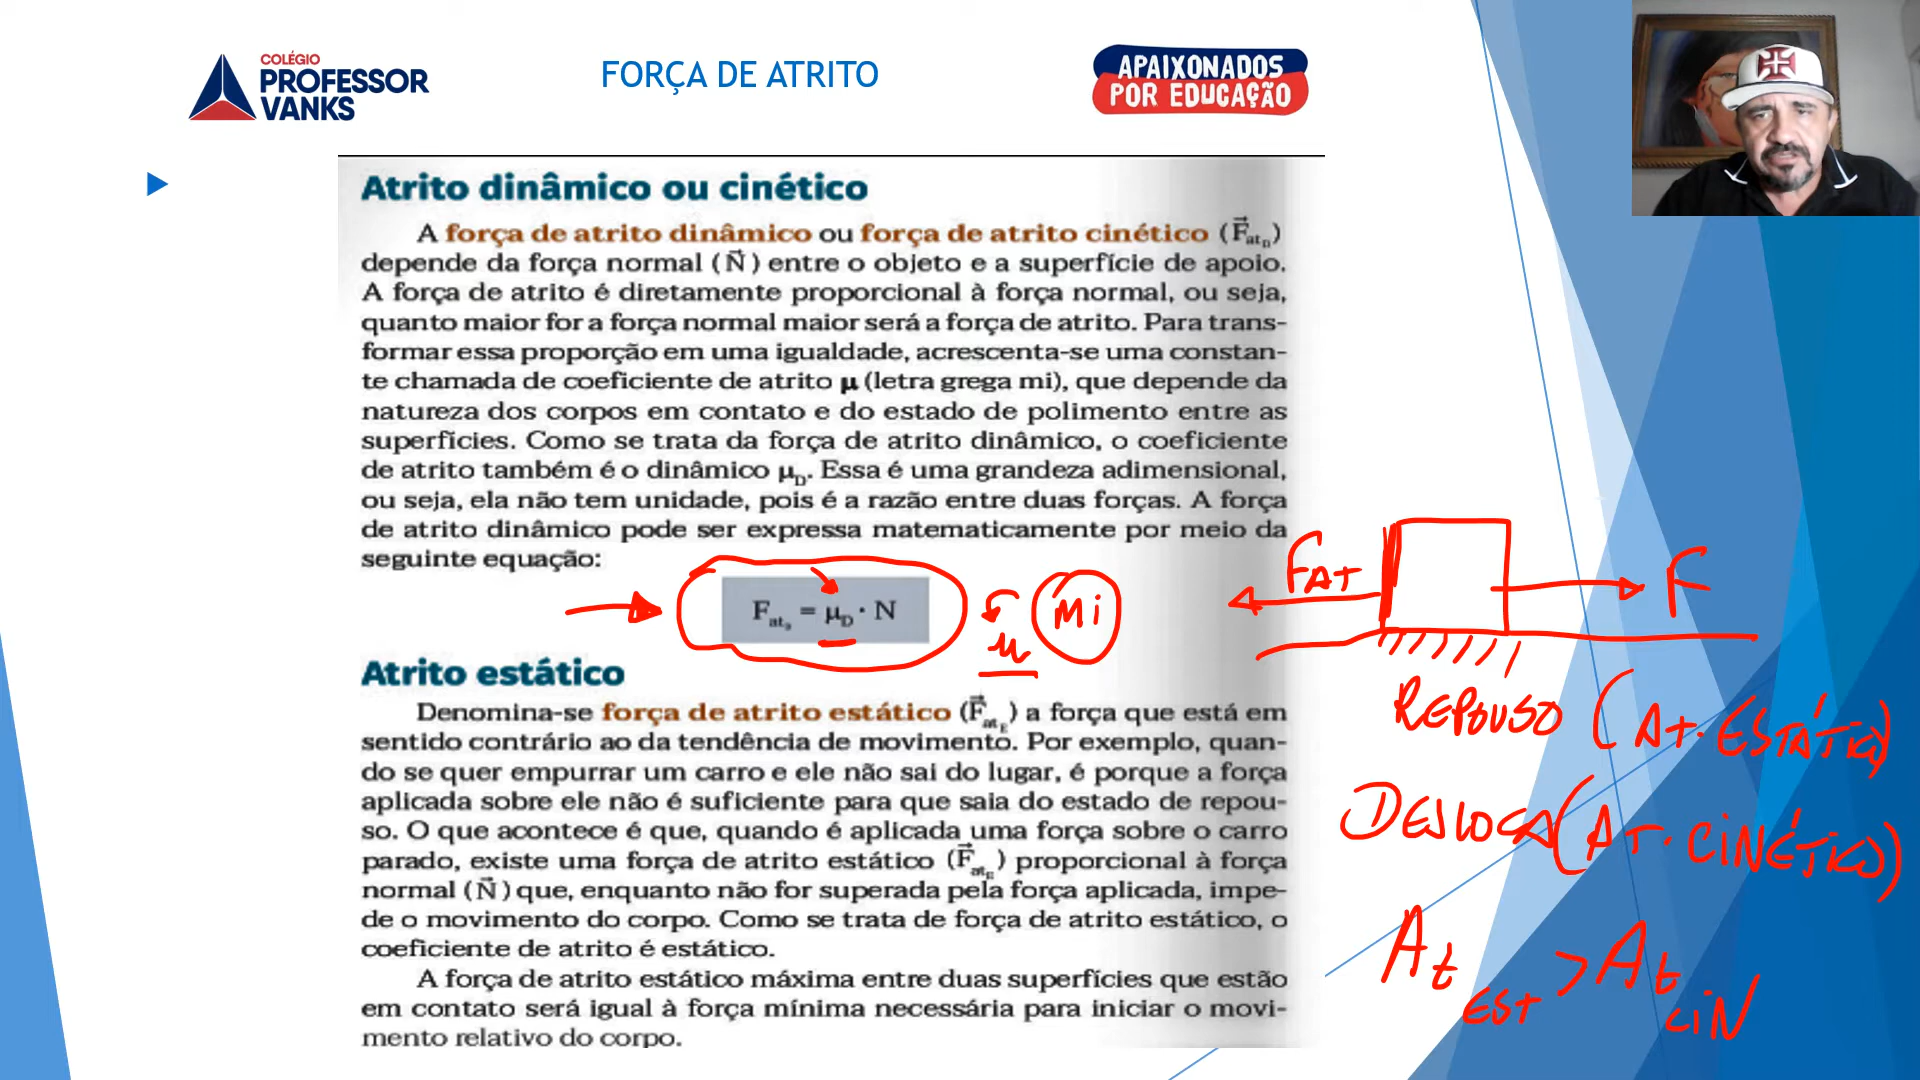 COLÉGIO
PROFESSOR
VANKS
FORÇA DE ATRITO
APAIXONADOS
POR EDUCAÇÃO
Atrito dinâmico ou cinético
A força de atrito dinâmico ou força de atrito cinético (F⃗at_D)
depende da força normal (N⃗) entre o objeto e a superfície de apoio.
A força de atrito é diretamente proporcional à força normal, ou seja,
quanto maior for a força normal maior será a força de atrito. Para trans-
formar essa proporção em uma igualdade, acrescenta-se uma constan-
te chamada de coeficiente de atrito μ (letra grega mi), que depende da
natureza dos corpos em contato e do estado de polimento entre as
superfícies. Como se trata da força de atrito dinâmico, o coeficiente
de atrito também é o dinâmico μD. Essa é uma grandeza adimensional,
ou seja, ela não tem unidade, pois é a razão entre duas forças. A força
de atrito dinâmico pode ser expressa matematicamente por meio da
seguinte equação:
Fat_D = μD · N
μ
Mi
FAT
F
Atrito estático
Denomina-se força de atrito estático (F⃗at_E) a força que está em
sentido contrário ao da tendência de movimento. Por exemplo, quan-
do se quer empurrar um carro e ele não sai do lugar, é porque a força
aplicada sobre ele não é suficiente para que saia do estado de repou-
so. O que acontece é que, quando é aplicada uma força sobre o carro
parado, existe uma força de atrito estático (F⃗at_E) proporcional à força
normal (N⃗) que, enquanto não for superada pela força aplicada, impe-
de o movimento do corpo. Como se trata de força de atrito estático, o
coeficiente de atrito é estático.
A força de atrito estático máxima entre duas superfícies que estão
em contato será igual à força mínima necessária para iniciar o movi-
mento relativo do corpo.
REPOUSO (AT. ESTÁTICO)
DESLOCA (AT. CINÉTICO)
At EST > At CIN